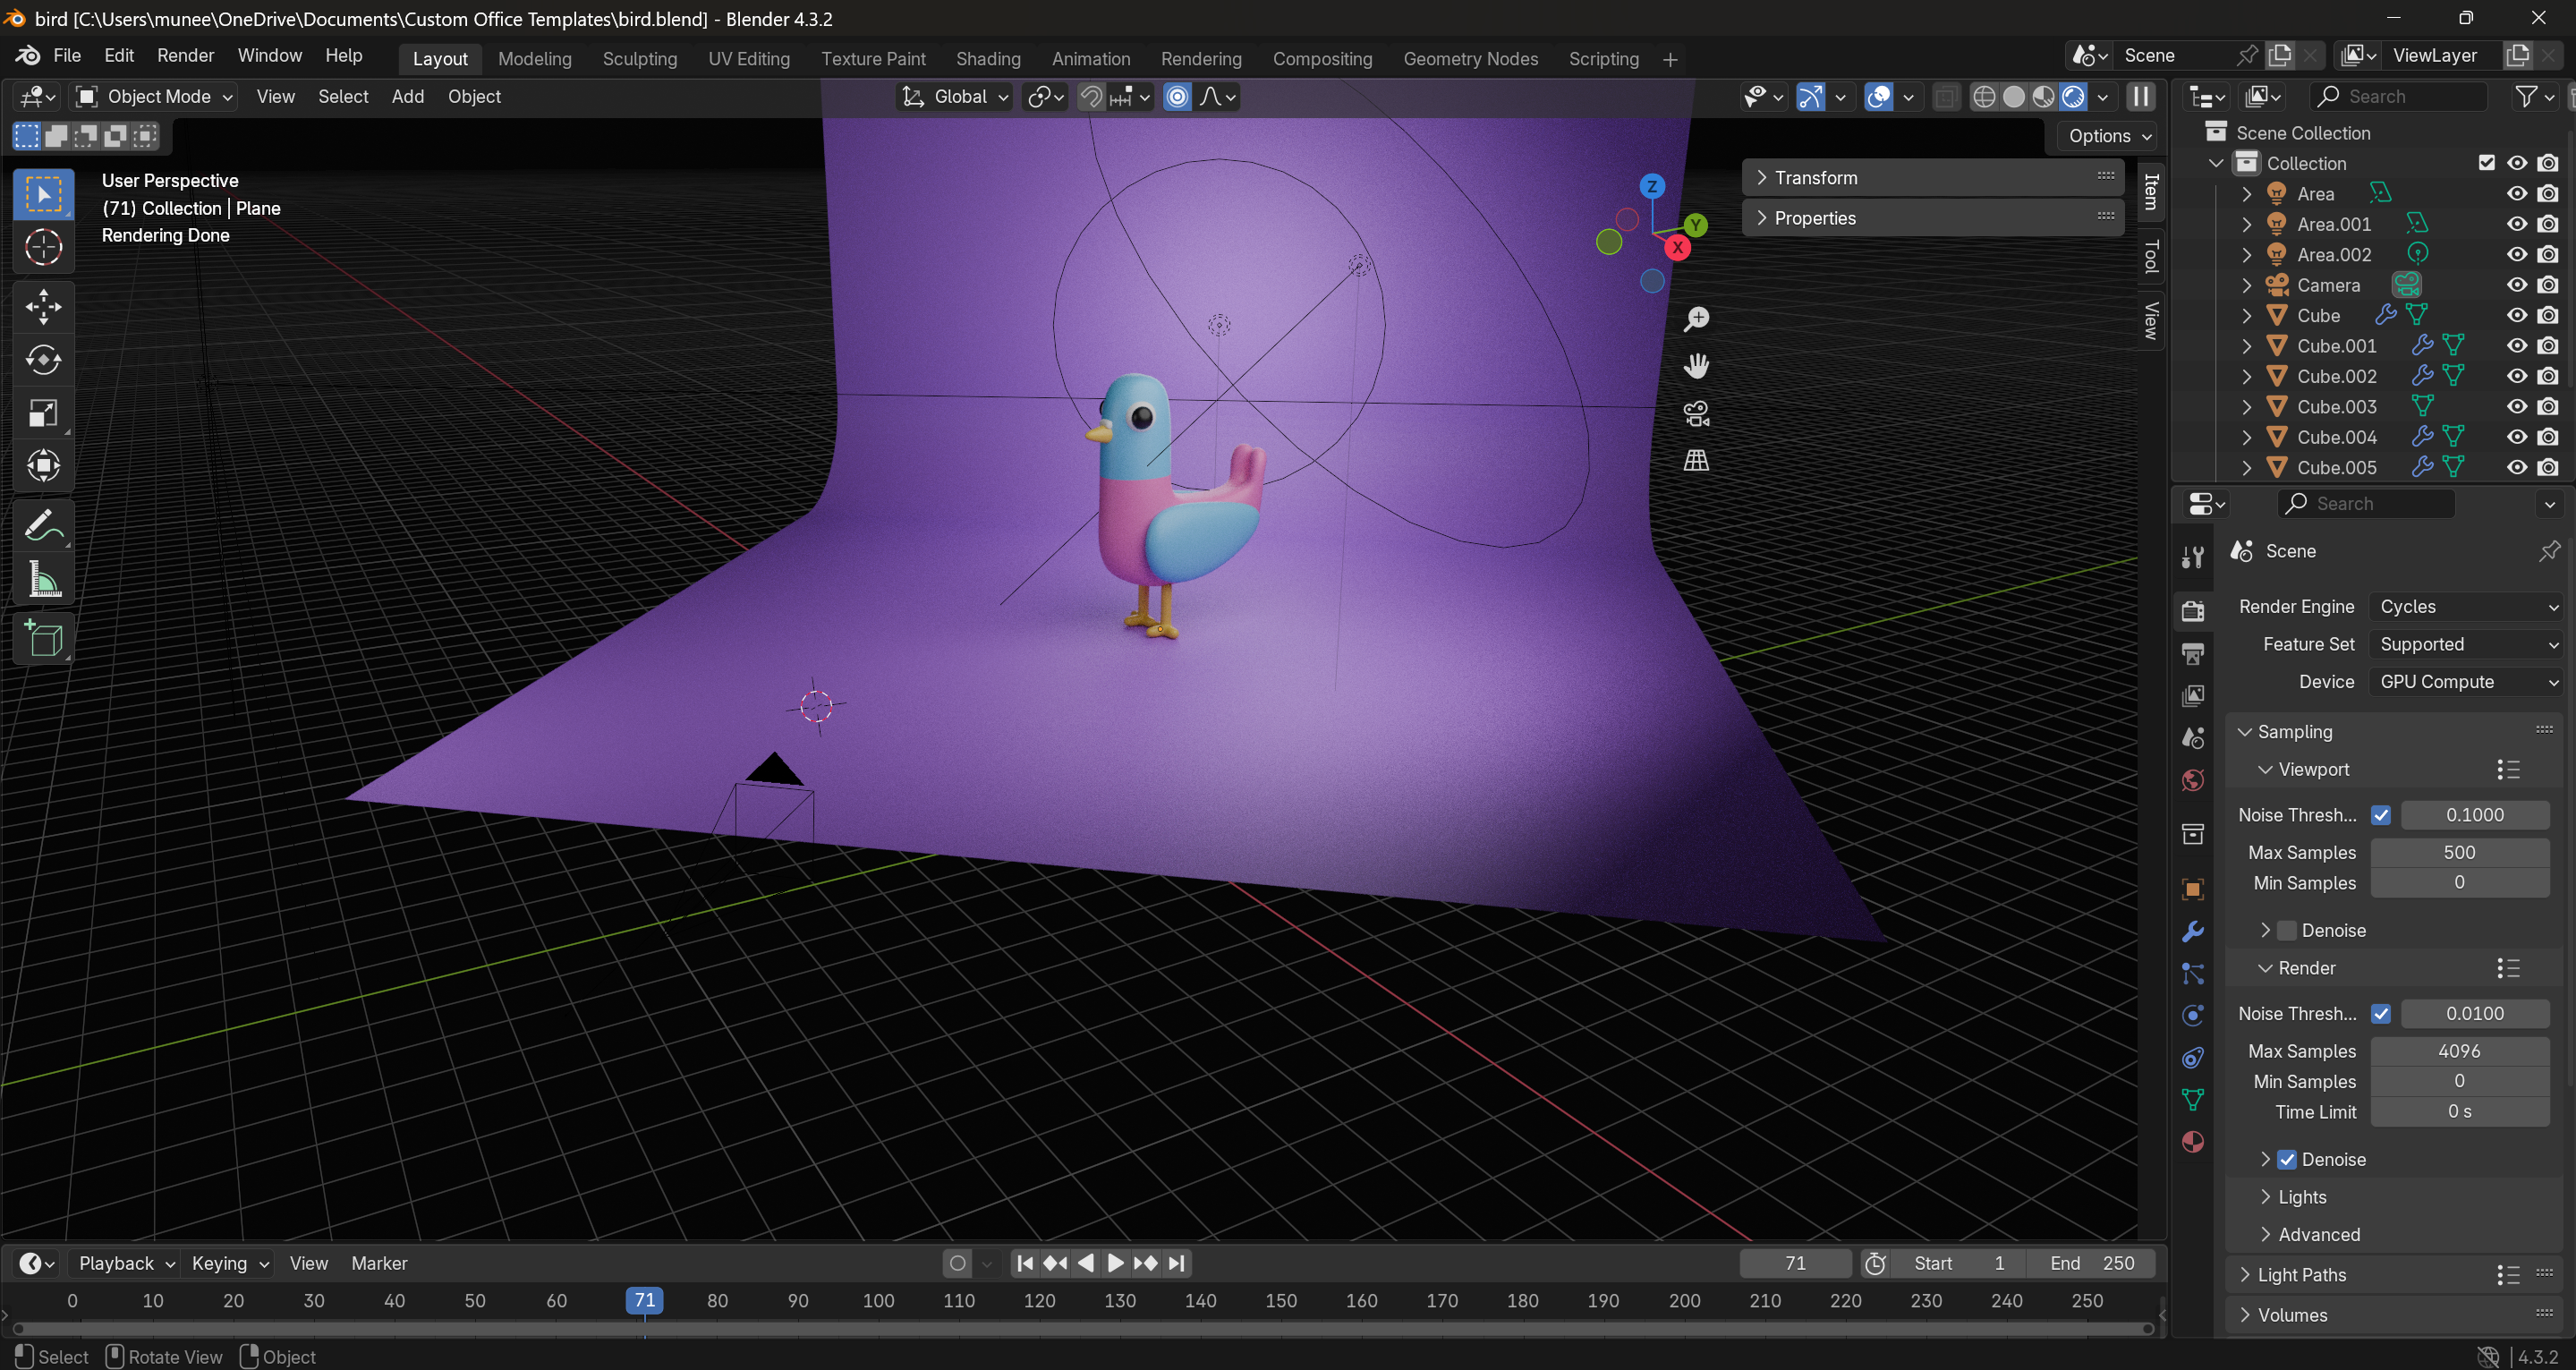 bird [C:\Users\munee\OneDrive\Documents\Custom Office Templates\bird.blend] - Blender 4.3.2
File Edit Render Window Help Layout Modeling Sculpting UV Editing Texture Paint Shading Animation Rendering Compositing Geometry Nodes Scripting + Scene ViewLayer
Object Mode View Select Add Object Global Search
Options
User Perspective
(71) Collection | Plane
Rendering Done
Transform
Properties
Item
Tool
View
Z
Y
X
Scene Collection
Collection
Area
Area.001
Area.002
Camera
Cube
Cube.001
Cube.002
Cube.003
Cube.004
Cube.005
Search
Scene
Render Engine Cycles
Feature Set Supported
Device GPU Compute
Sampling
Viewport
Noise Thresh... 0.1000
Max Samples 500
Min Samples 0
Denoise
Render
Noise Thresh... 0.0100
Max Samples 4096
Min Samples 0
Time Limit 0 s
Denoise
Lights
Advanced
Light Paths
Volumes
Playback Keying View Marker 71 Start 1 End 250
0 10 20 30 40 50 60 71 80 90 100 110 120 130 140 150 160 170 180 190 200 210 220 230 240 250
Select Rotate View Object 4.3.2